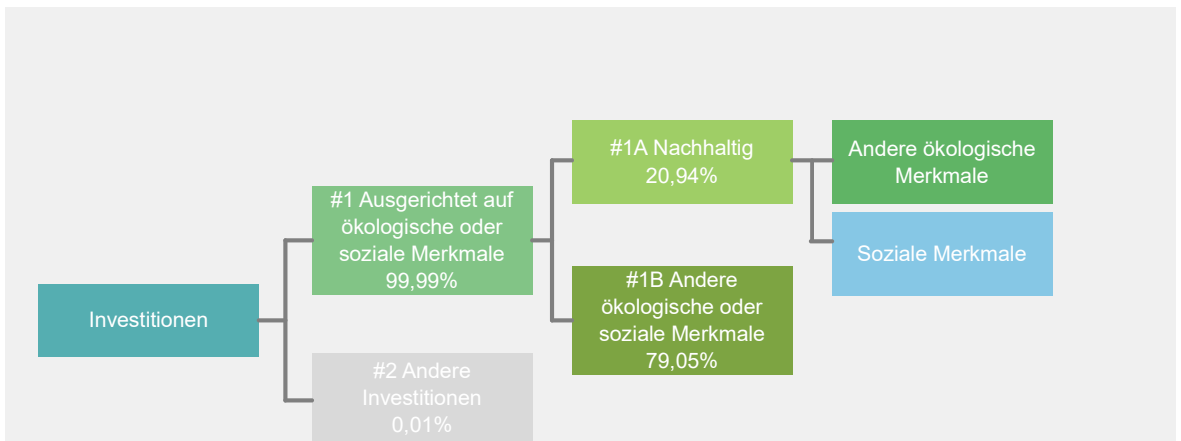 Investitionen
#1 Ausgerichtet auf
ökologische oder
soziale Merkmale
99,99%
#2 Andere
Investitionen
0,01%
#1A Nachhaltig
20,94%
#1B Andere
ökologische oder
soziale Merkmale
79,05%
Andere ökologische
Merkmale
Soziale Merkmale